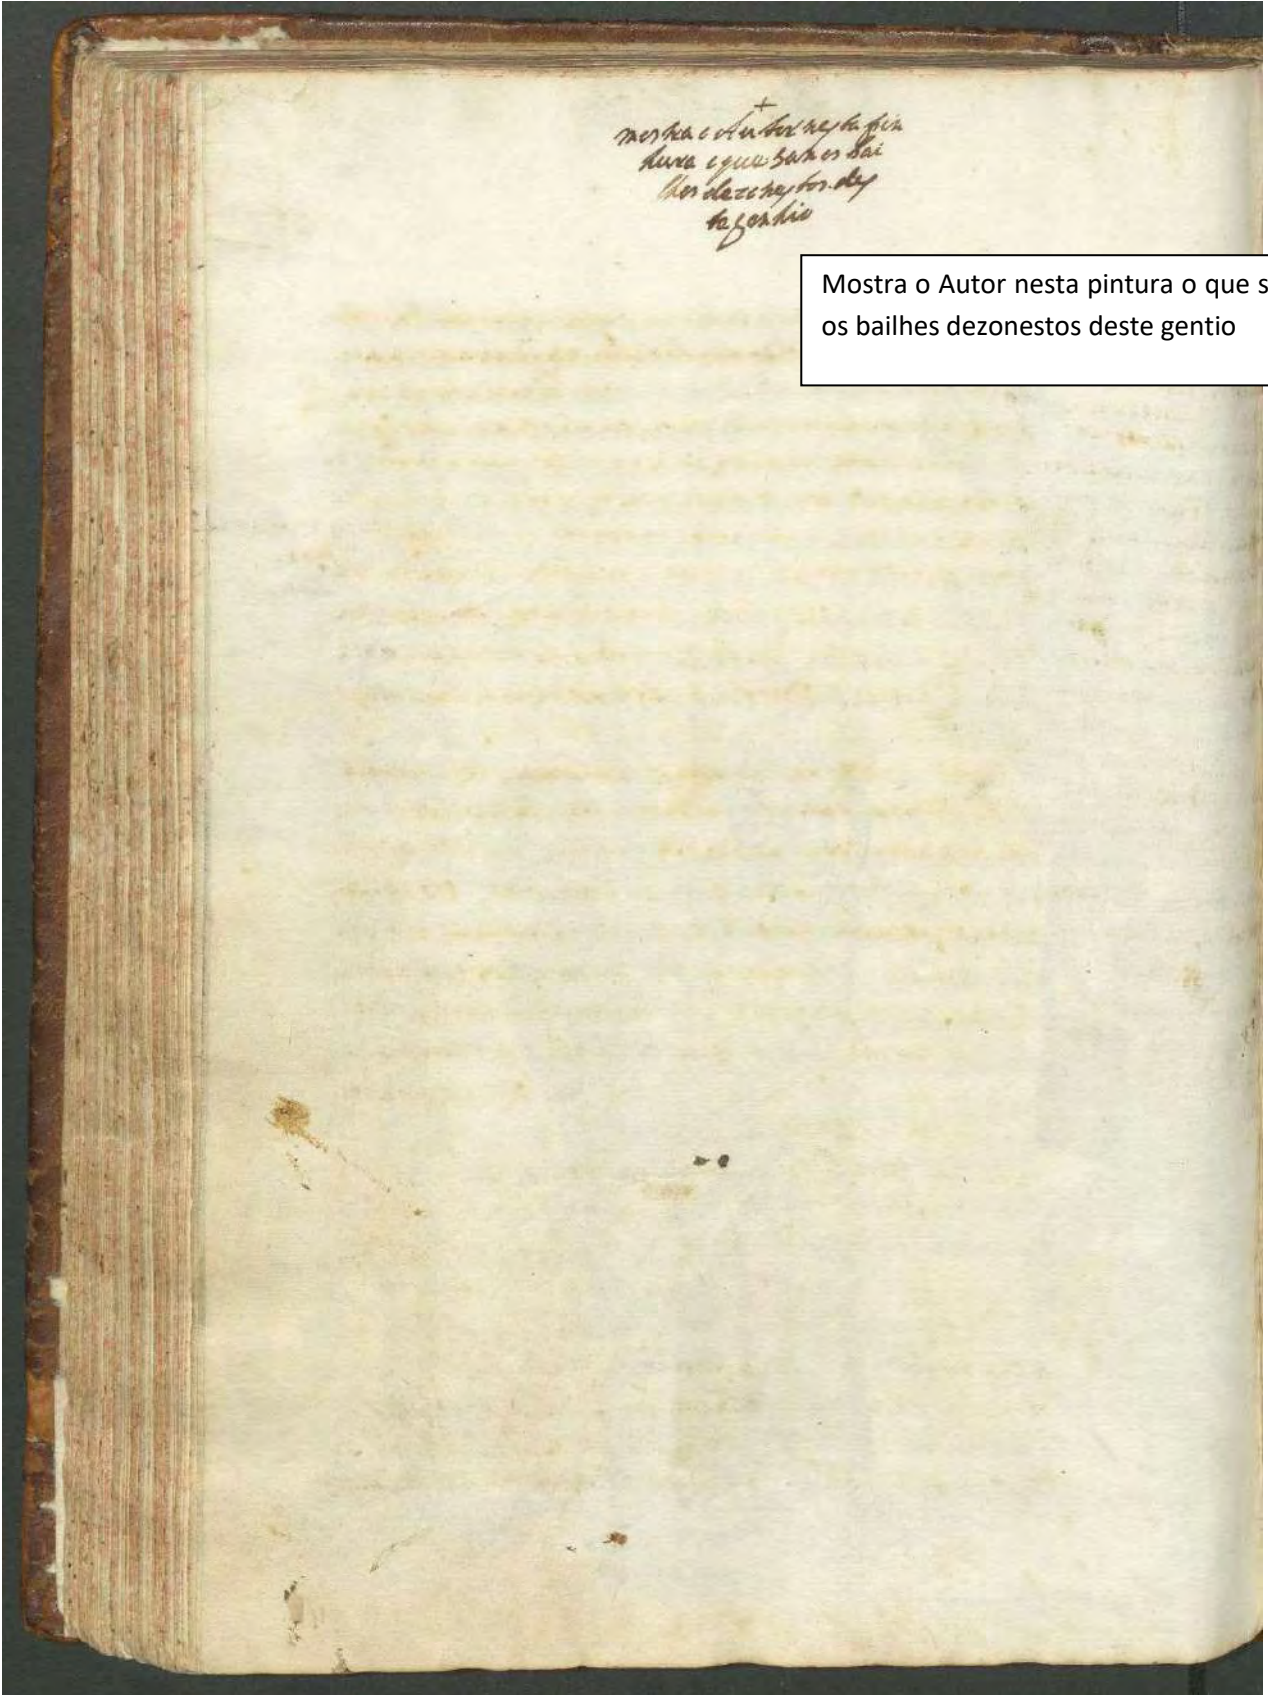 +
mostra o Autor nesta pin
tura o que sam os bai
lhes dezonestos des
te gentio
Mostra o Autor nesta pintura o que s
os bailhes dezonestos deste gentio